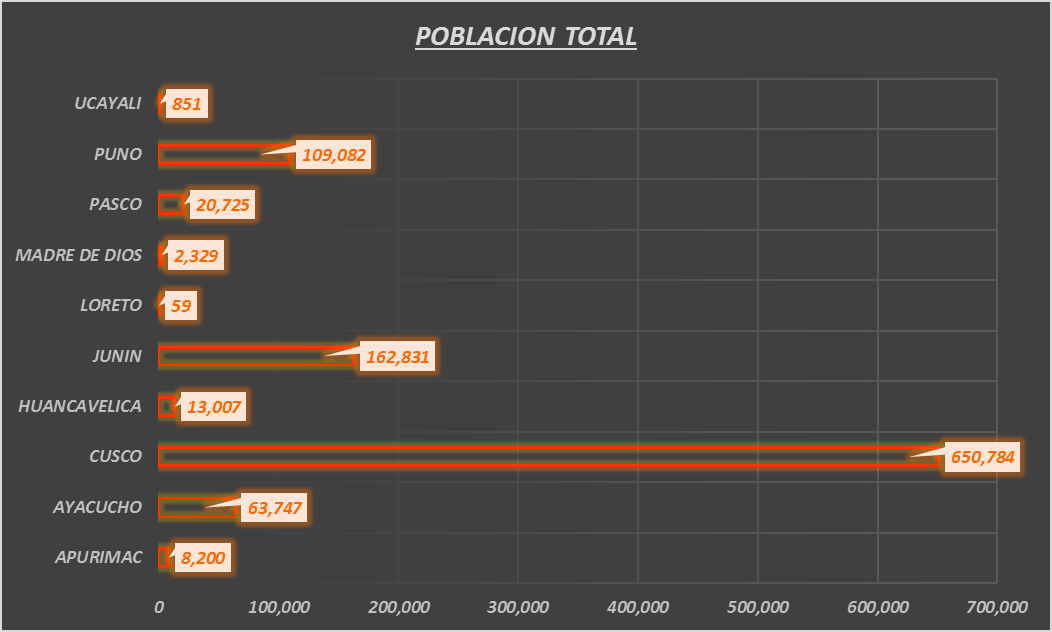 POBLACION TOTAL
UCAYALI 851
PUNO 109,082
PASCO 20,725
MADRE DE DIOS 2,329
LORETO 59
JUNIN 162,831
HUANCAVELICA 13,007
CUSCO 650,784
AYACUCHO 63,747
APURIMAC 8,200
0 100,000 200,000 300,000 400,000 500,000 600,000 700,000